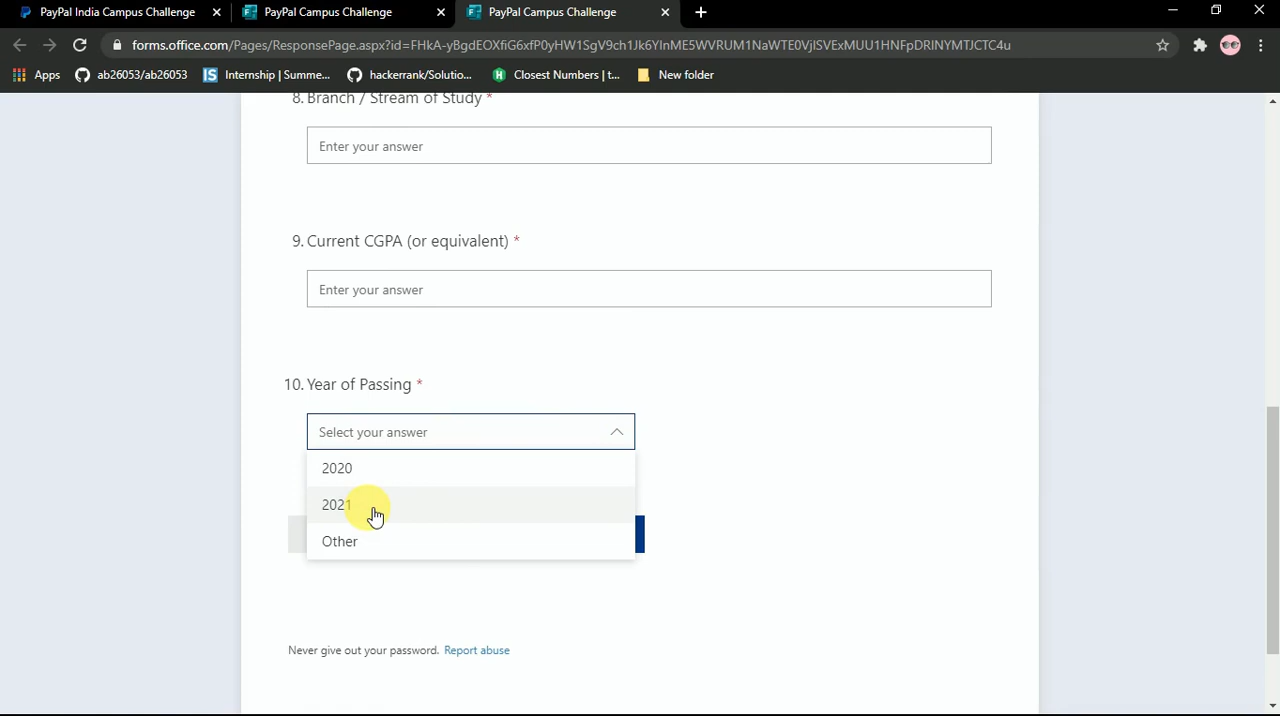 PayPal India Campus Challenge
PayPal Campus Challenge
PayPal Campus Challenge
forms.office.com/Pages/ResponsePage.aspx?id=FHkA-yBgdEOXfiG6xfP0yHW1SgV9ch1Jk6YInME5WVRUM1NaWTE0VjlSVExMUU1HNFpDRlNYMTJCTC4u
Apps
ab26053/ab26053
Internship | Summe...
hackerrank/Solutio...
Closest Numbers | t...
New folder
8. Branch / Stream of Study *
Enter your answer
9. Current CGPA (or equivalent) *
Enter your answer
10. Year of Passing *
Select your answer
2020
2021
Other
Never give out your password. Report abuse